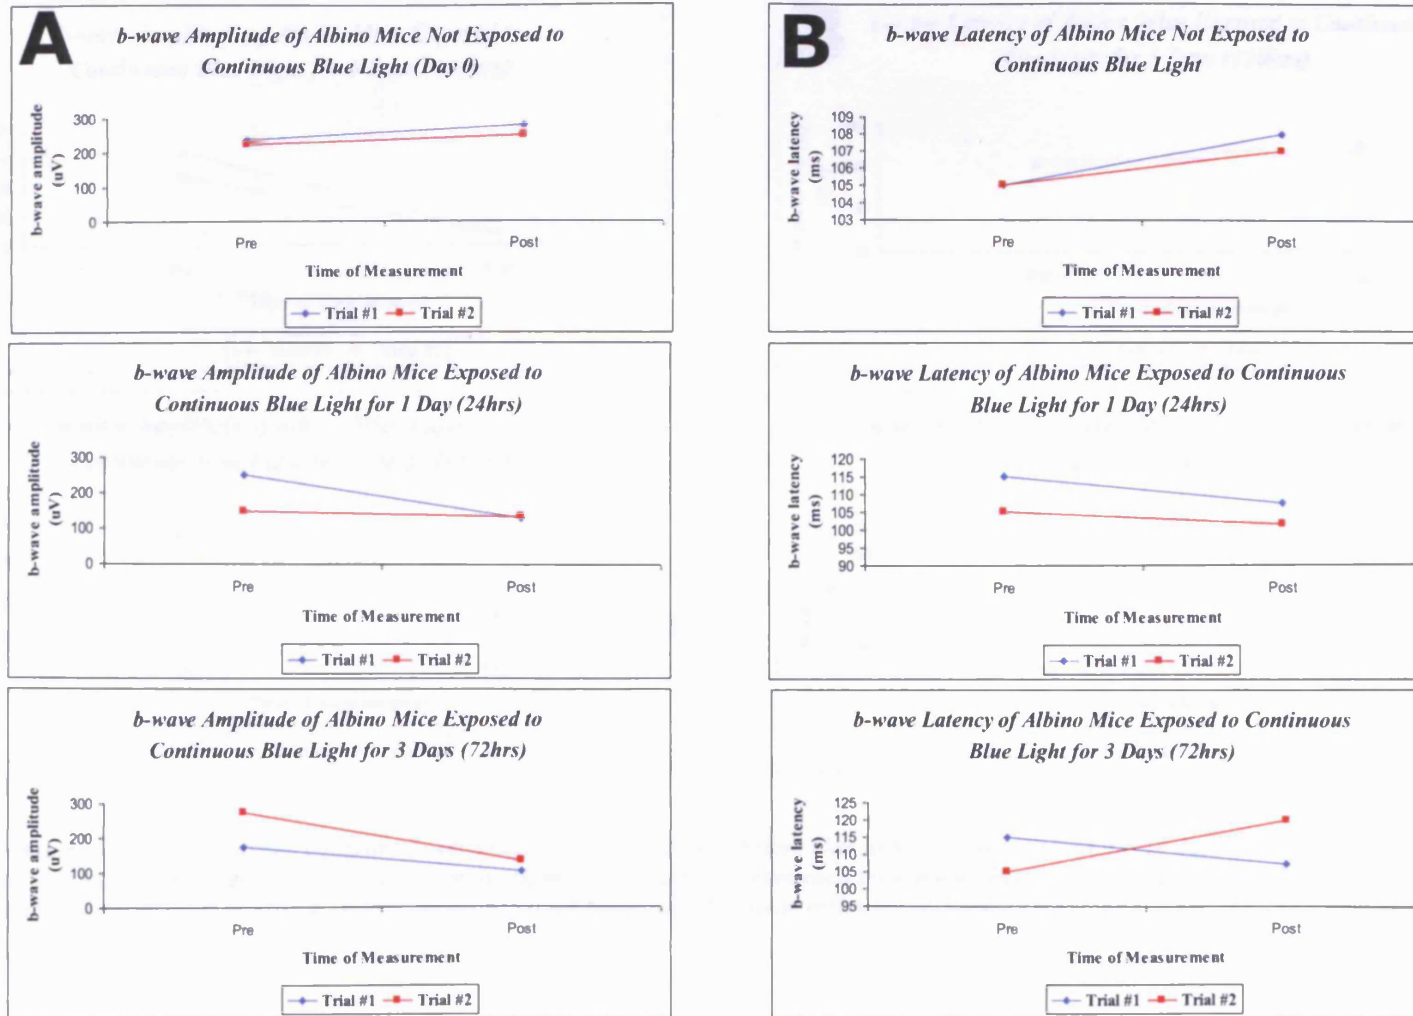 A
b-wave Amplitude of Albino Mice Not Exposed to
Continuous Blue Light (Day 0)
b-wave amplitude
(uV)
300
200
100
0
Pre
Post
Time of Measurement
Trial #1
Trial #2
b-wave Amplitude of Albino Mice Exposed to
Continuous Blue Light for 1 Day (24hrs)
b-wave amplitude
(uV)
300
200
100
0
Pre
Post
Time of Measurement
Trial #1
Trial #2
b-wave Amplitude of Albino Mice Exposed to
Continuous Blue Light for 3 Days (72hrs)
b-wave amplitude
(uV)
300
200
100
0
Pre
Post
Time of Measurement
Trial #1
Trial #2
B
b-wave Latency of Albino Mice Not Exposed to
Continuous Blue Light
b-wave latency
(ms)
109
108
107
106
105
104
103
Pre
Post
Time of Measurement
Trial #1
Trial #2
b-wave Latency of Albino Mice Exposed to Continuous
Blue Light for 1 Day (24hrs)
b-wave latency
(ms)
120
115
110
105
100
95
90
Pre
Post
Time of Measurement
Trial #1
Trial #2
b-wave Latency of Albino Mice Exposed to Continuous
Blue Light for 3 Days (72hrs)
b-wave latency
(ms)
125
120
115
110
105
100
95
Pre
Post
Time of Measurement
Trial #1
Trial #2